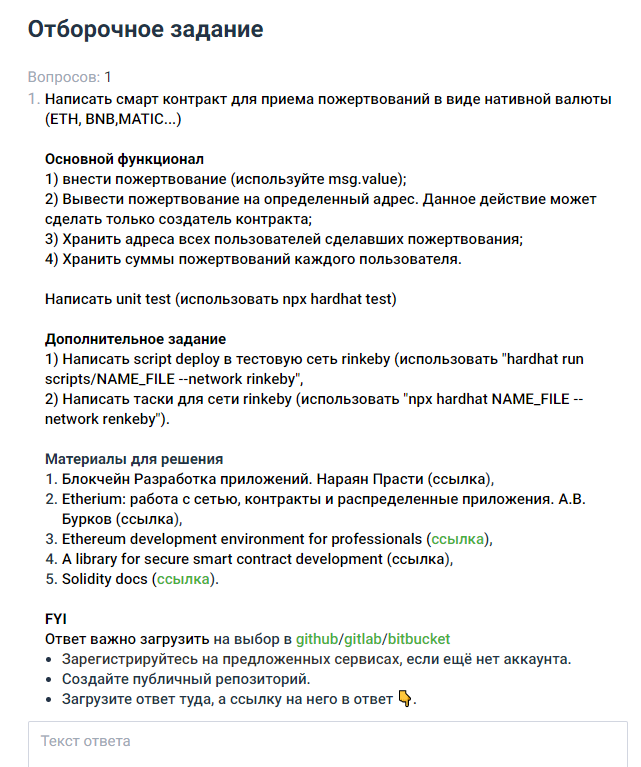 Отборочное задание
Вопросов: 1
1. Написать смарт контракт для приема пожертвований в виде нативной валюты
(ETH, BNB,MATIC...)
Основной функционал
1) внести пожертвование (используйте msg.value);
2) Вывести пожертвование на определенный адрес. Данное действие может
сделать только создатель контракта;
3) Хранить адреса всех пользователей сделавших пожертвования;
4) Хранить суммы пожертвований каждого пользователя.
Написать unit test (использовать npx hardhat test)
Дополнительное задание
1) Написать script deploy в тестовую сеть rinkeby (использовать "hardhat run
scripts/NAME_FILE --network rinkeby",
2) Написать таски для сети rinkeby (использовать "npx hardhat NAME_FILE --
network renkeby").
Материалы для решения
1. Блокчейн Разработка приложений. Нараян Прасти (ссылка),
2. Etherium: работа с сетью, контракты и распределенные приложения. А.В.
Бурков (ссылка),
3. Ethereum development environment for professionals (ссылка),
4. A library for secure smart contract development (ссылка),
5. Solidity docs (ссылка).
FYI
Ответ важно загрузить на выбор в github/gitlab/bitbucket
• Зарегистрируйтесь на предложенных сервисах, если ещё нет аккаунта.
• Создайте публичный репозиторий.
• Загрузите ответ туда, а ссылку на него в ответ 👇.
Текст ответа